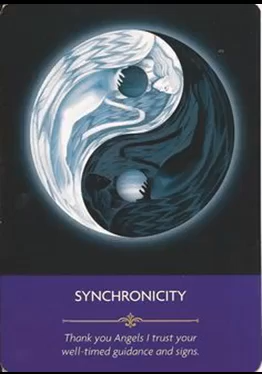 SYNCHRONICITY
Thank you Angels I trust your
well-timed guidance and signs.